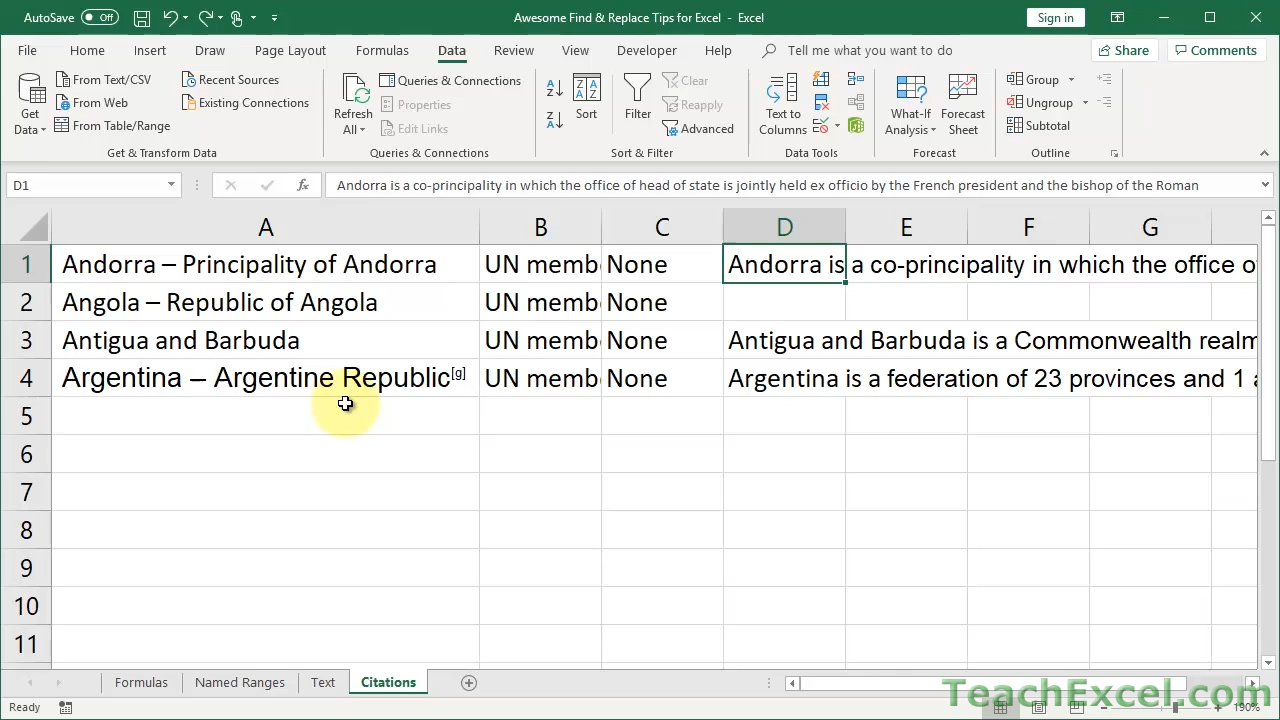 AutoSave Off Awesome Find & Replace Tips for Excel - Excel Sign in
File Home Insert Draw Page Layout Formulas Data Review View Developer Help Tell me what you want to do Share Comments
Get Data
From Text/CSV
From Web
From Table/Range
Recent Sources
Existing Connections
Get & Transform Data
Refresh All
Queries & Connections
Properties
Edit Links
Queries & Connections
Sort
Filter
Clear
Reapply
Advanced
Sort & Filter
Text to Columns
Data Tools
What-If Analysis
Forecast Sheet
Forecast
Group
Ungroup
Subtotal
Outline
D1 fx Andorra is a co-principality in which the office of head of state is jointly held ex officio by the French president and the bishop of the Roman
A B C D E F G
1 Andorra – Principality of Andorra UN memb None Andorra is a co-principality in which the office o
2 Angola – Republic of Angola UN memb None
3 Antigua and Barbuda UN memb None Antigua and Barbuda is a Commonwealth realm
4 Argentina – Argentine Republic[g] UN memb None Argentina is a federation of 23 provinces and 1 a
5
6
7
8
9
10
11
Formulas Named Ranges Text Citations
Ready 190%
TeachExcel.com